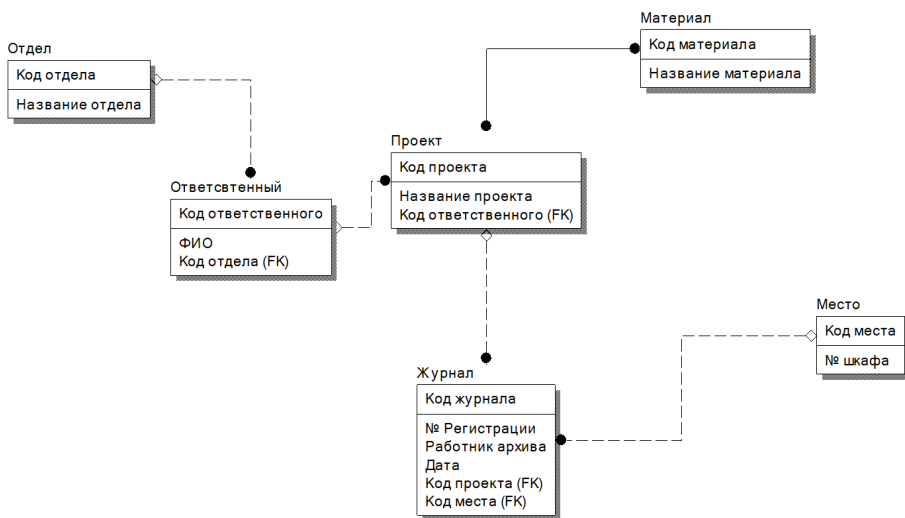 Материал
Код материала
Название материала
Отдел
Код отдела
Название отдела
Проект
Код проекта
Название проекта
Код ответственного (FK)
Ответсвтенный
Код ответственного
ФИО
Код отдела (FK)
Место
Код места
№ шкафа
Журнал
Код журнала
№ Регистрации
Работник архива
Дата
Код проекта (FK)
Код места (FK)